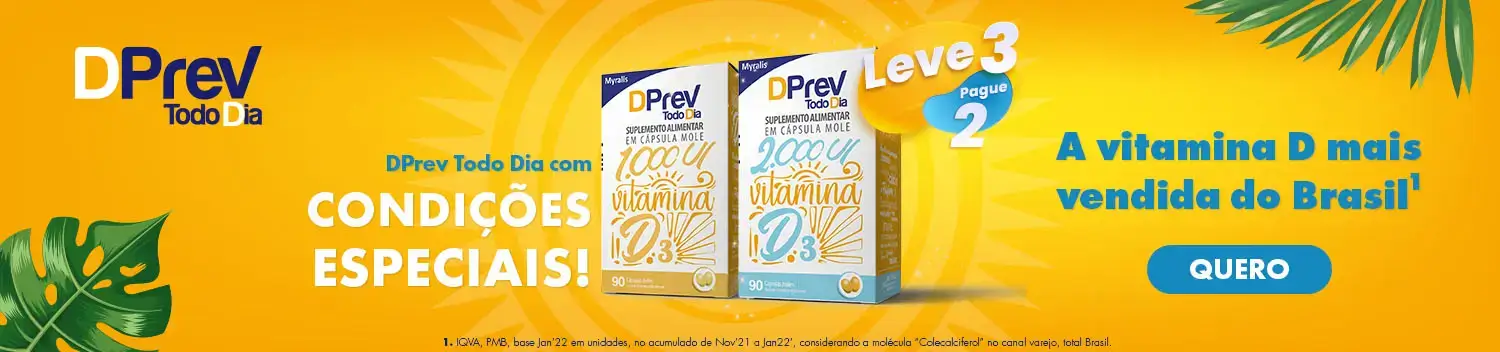 DPrev
Todo Dia
DPrev Todo Dia com
CONDIÇÕES
ESPECIAIS!
Myralis
DPrev
Todo Dia
SUPLEMENTO ALIMENTAR
EM CÁPSULA MOLE
1.000 UI
vitamina
D.3
90
Myralis
DPrev
Todo Dia
SUPLEMENTO ALIMENTAR
EM CÁPSULA MOLE
2.000 UI
vitamina
D.3
90
Leve 3
Pague
2
A vitamina D mais
vendida do Brasil¹
QUERO
1. IQVA, PMB, base Jan'22 em unidades, no acumulado de Nov'21 a Jan22', considerando a molécula "Colecalciferol" no canal varejo, total Brasil.